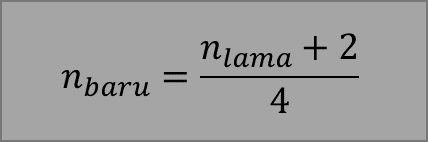 n_baru = (n_lama + 2) / 4